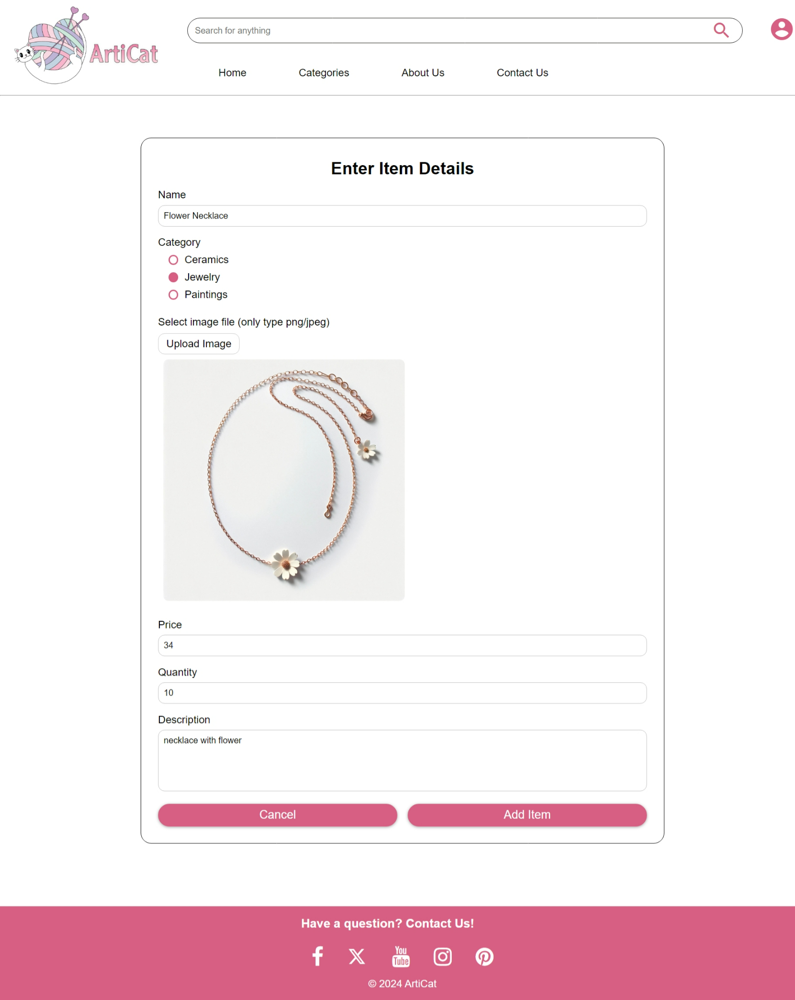 ArtiCat
Search for anything
Home
Categories
About Us
Contact Us
Enter Item Details
Name
Flower Necklace
Category
Ceramics
Jewelry
Paintings
Select image file (only type png/jpeg)
Upload Image
Price
34
Quantity
10
Description
necklace with flower
Cancel
Add Item
Have a question? Contact Us!
You
Tube
© 2024 ArtiCat